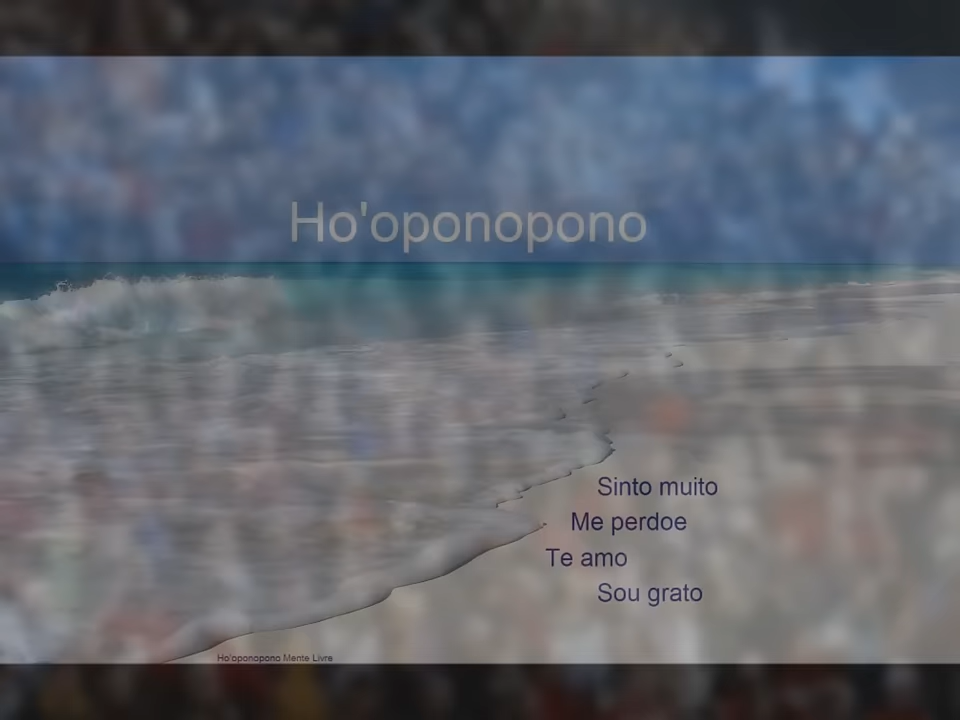 Ho'oponopono
Sinto muito
Me perdoe
Te amo
Sou grato
Ho'oponopono Mente Livre